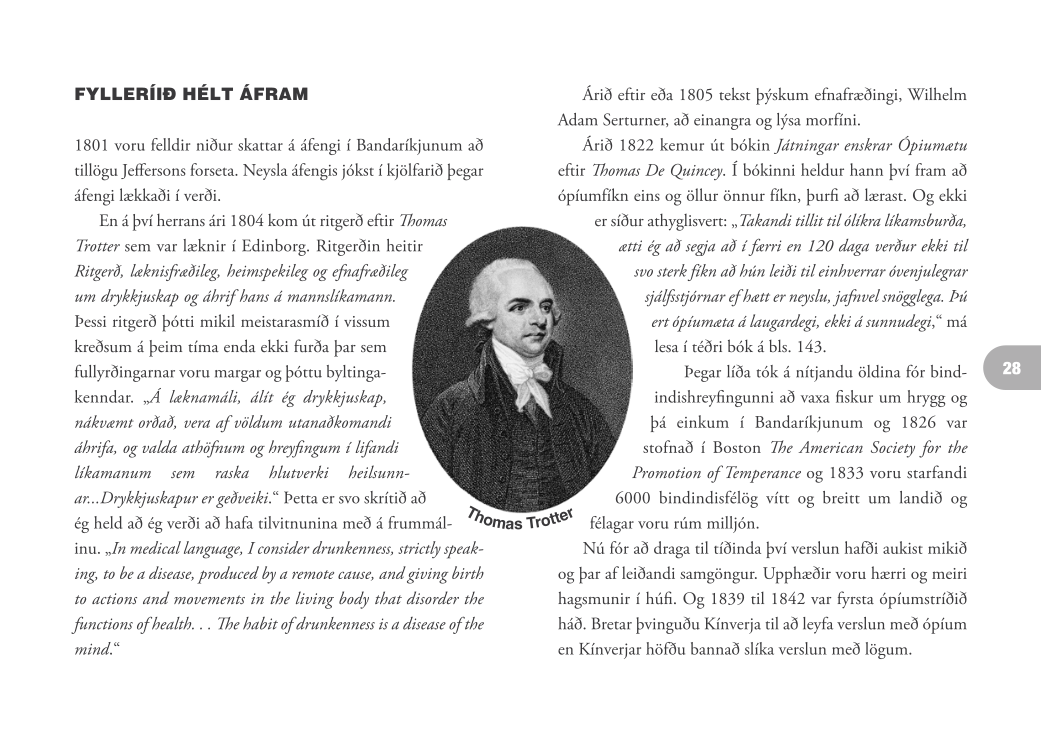 FYLLERÍIÐ HÉLT ÁFRAM
1801 voru felldir niður skattar á áfengi í Bandaríkjunum að
tillögu Jeffersons forseta. Neysla áfengis jókst í kjölfarið þegar
áfengi lækkaði í verði.
En á því herrans ári 1804 kom út ritgerð eftir Thomas
Trotter sem var læknir í Edinborg. Ritgerðin heitir
Ritgerð, læknisfræðileg, heimspekileg og efnafræðileg
um drykkjuskap og áhrif hans á mannslíkamann.
Þessi ritgerð þótti mikil meistarasmíð í vissum
kreðsum á þeim tíma enda ekki furða þar sem
fullyrðingarnar voru margar og þóttu byltinga-
kenndar. „Á læknamáli, álít ég drykkjuskap,
nákvæmt orðað, vera af völdum utanaðkomandi
áhrifa, og valda athöfnum og hreyfingum í lifandi
líkamanum sem raska hlutverki heilsunn-
ar...Drykkjuskapur er geðveiki.“ Þetta er svo skrítið að
ég held að ég verði að hafa tilvitnunina með á frummál-
inu. „In medical language, I consider drunkenness, strictly speak-
ing, to be a disease, produced by a remote cause, and giving birth
to actions and movements in the living body that disorder the
functions of health. . . The habit of drunkenness is a disease of the
mind.“
Thomas Trotter
Árið eftir eða 1805 tekst þýskum efnafræðingi, Wilhelm
Adam Serturner, að einangra og lýsa morfíni.
Árið 1822 kemur út bókin Játningar enskrar Ópíumætu
eftir Thomas De Quincey. Í bókinni heldur hann því fram að
ópíumfíkn eins og öllur önnur fíkn, þurfi að lærast. Og ekki
er síður athyglisvert: „Takandi tillit til ólíkra líkamsburða,
ætti ég að segja að í færri en 120 daga verður ekki til
svo sterk fíkn að hún leiði til einhverrar óvenjulegrar
sjálfsstjórnar ef hætt er neyslu, jafnvel snögglega. Þú
ert ópíumæta á laugardegi, ekki á sunnudegi,“ má
lesa í téðri bók á bls. 143.
Þegar líða tók á nítjandu öldina fór bind-
indishreyfingunni að vaxa fiskur um hrygg og
þá einkum í Bandaríkjunum og 1826 var
stofnað í Boston The American Society for the
Promotion of Temperance og 1833 voru starfandi
6000 bindindisfélög vítt og breitt um landið og
félagar voru rúm milljón.
Nú fór að draga til tíðinda því verslun hafði aukist mikið
og þar af leiðandi samgöngur. Upphæðir voru hærri og meiri
hagsmunir í húfi. Og 1839 til 1842 var fyrsta ópíumstríðið
háð. Bretar þvinguðu Kínverja til að leyfa verslun með ópíum
en Kínverjar höfðu bannað slíka verslun með lögum.
28